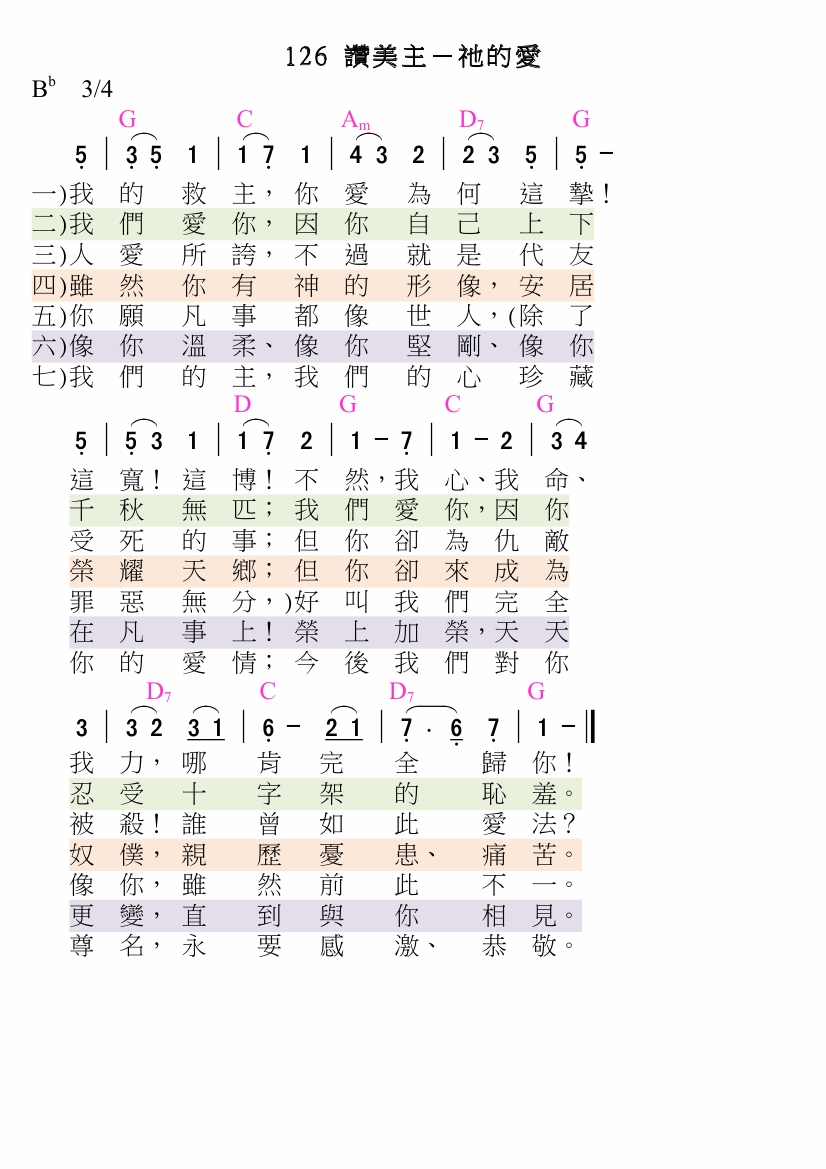 126 讚美主－祂的愛
Bb 3/4
G C Am D7 G
5 | 3 5 1 | 1 7 1 | 4 3 2 | 2 3 5 | 5 －
一)我的救主，你愛為何這摯！
二)我們愛你，因你自己上下
三)人愛所誇，不過就是代友
四)雖然你有神的形像，安居
五)你願凡事都像世人，(除了
六)像你溫柔、像你堅剛、像你
七)我們的主，我們的心珍藏
D G C G
5 | 5 3 1 | 1 7 2 | 1 － 7 | 1 － 2 | 3 4
這寬！這博！不然，我心、我命、
千秋無匹；我們愛你，因你
受死的事；但你卻為仇敵
榮耀天鄉；但你卻來成為
罪惡無分，)好叫我們完全
在凡事上！榮上加榮，天天
你的愛情；今後我們對你
D7 C D7 G
3 | 3 2 3 1 | 6 － 2 1 | 7 . 6 7 | 1 － ||
我力，哪肯完全歸你！
忍受十字架的恥羞。
被殺！誰曾如此愛法？
奴僕，親歷憂患、痛苦。
像你，雖然前此不一。
更變，直到與你相見。
尊名，永要感激、恭敬。